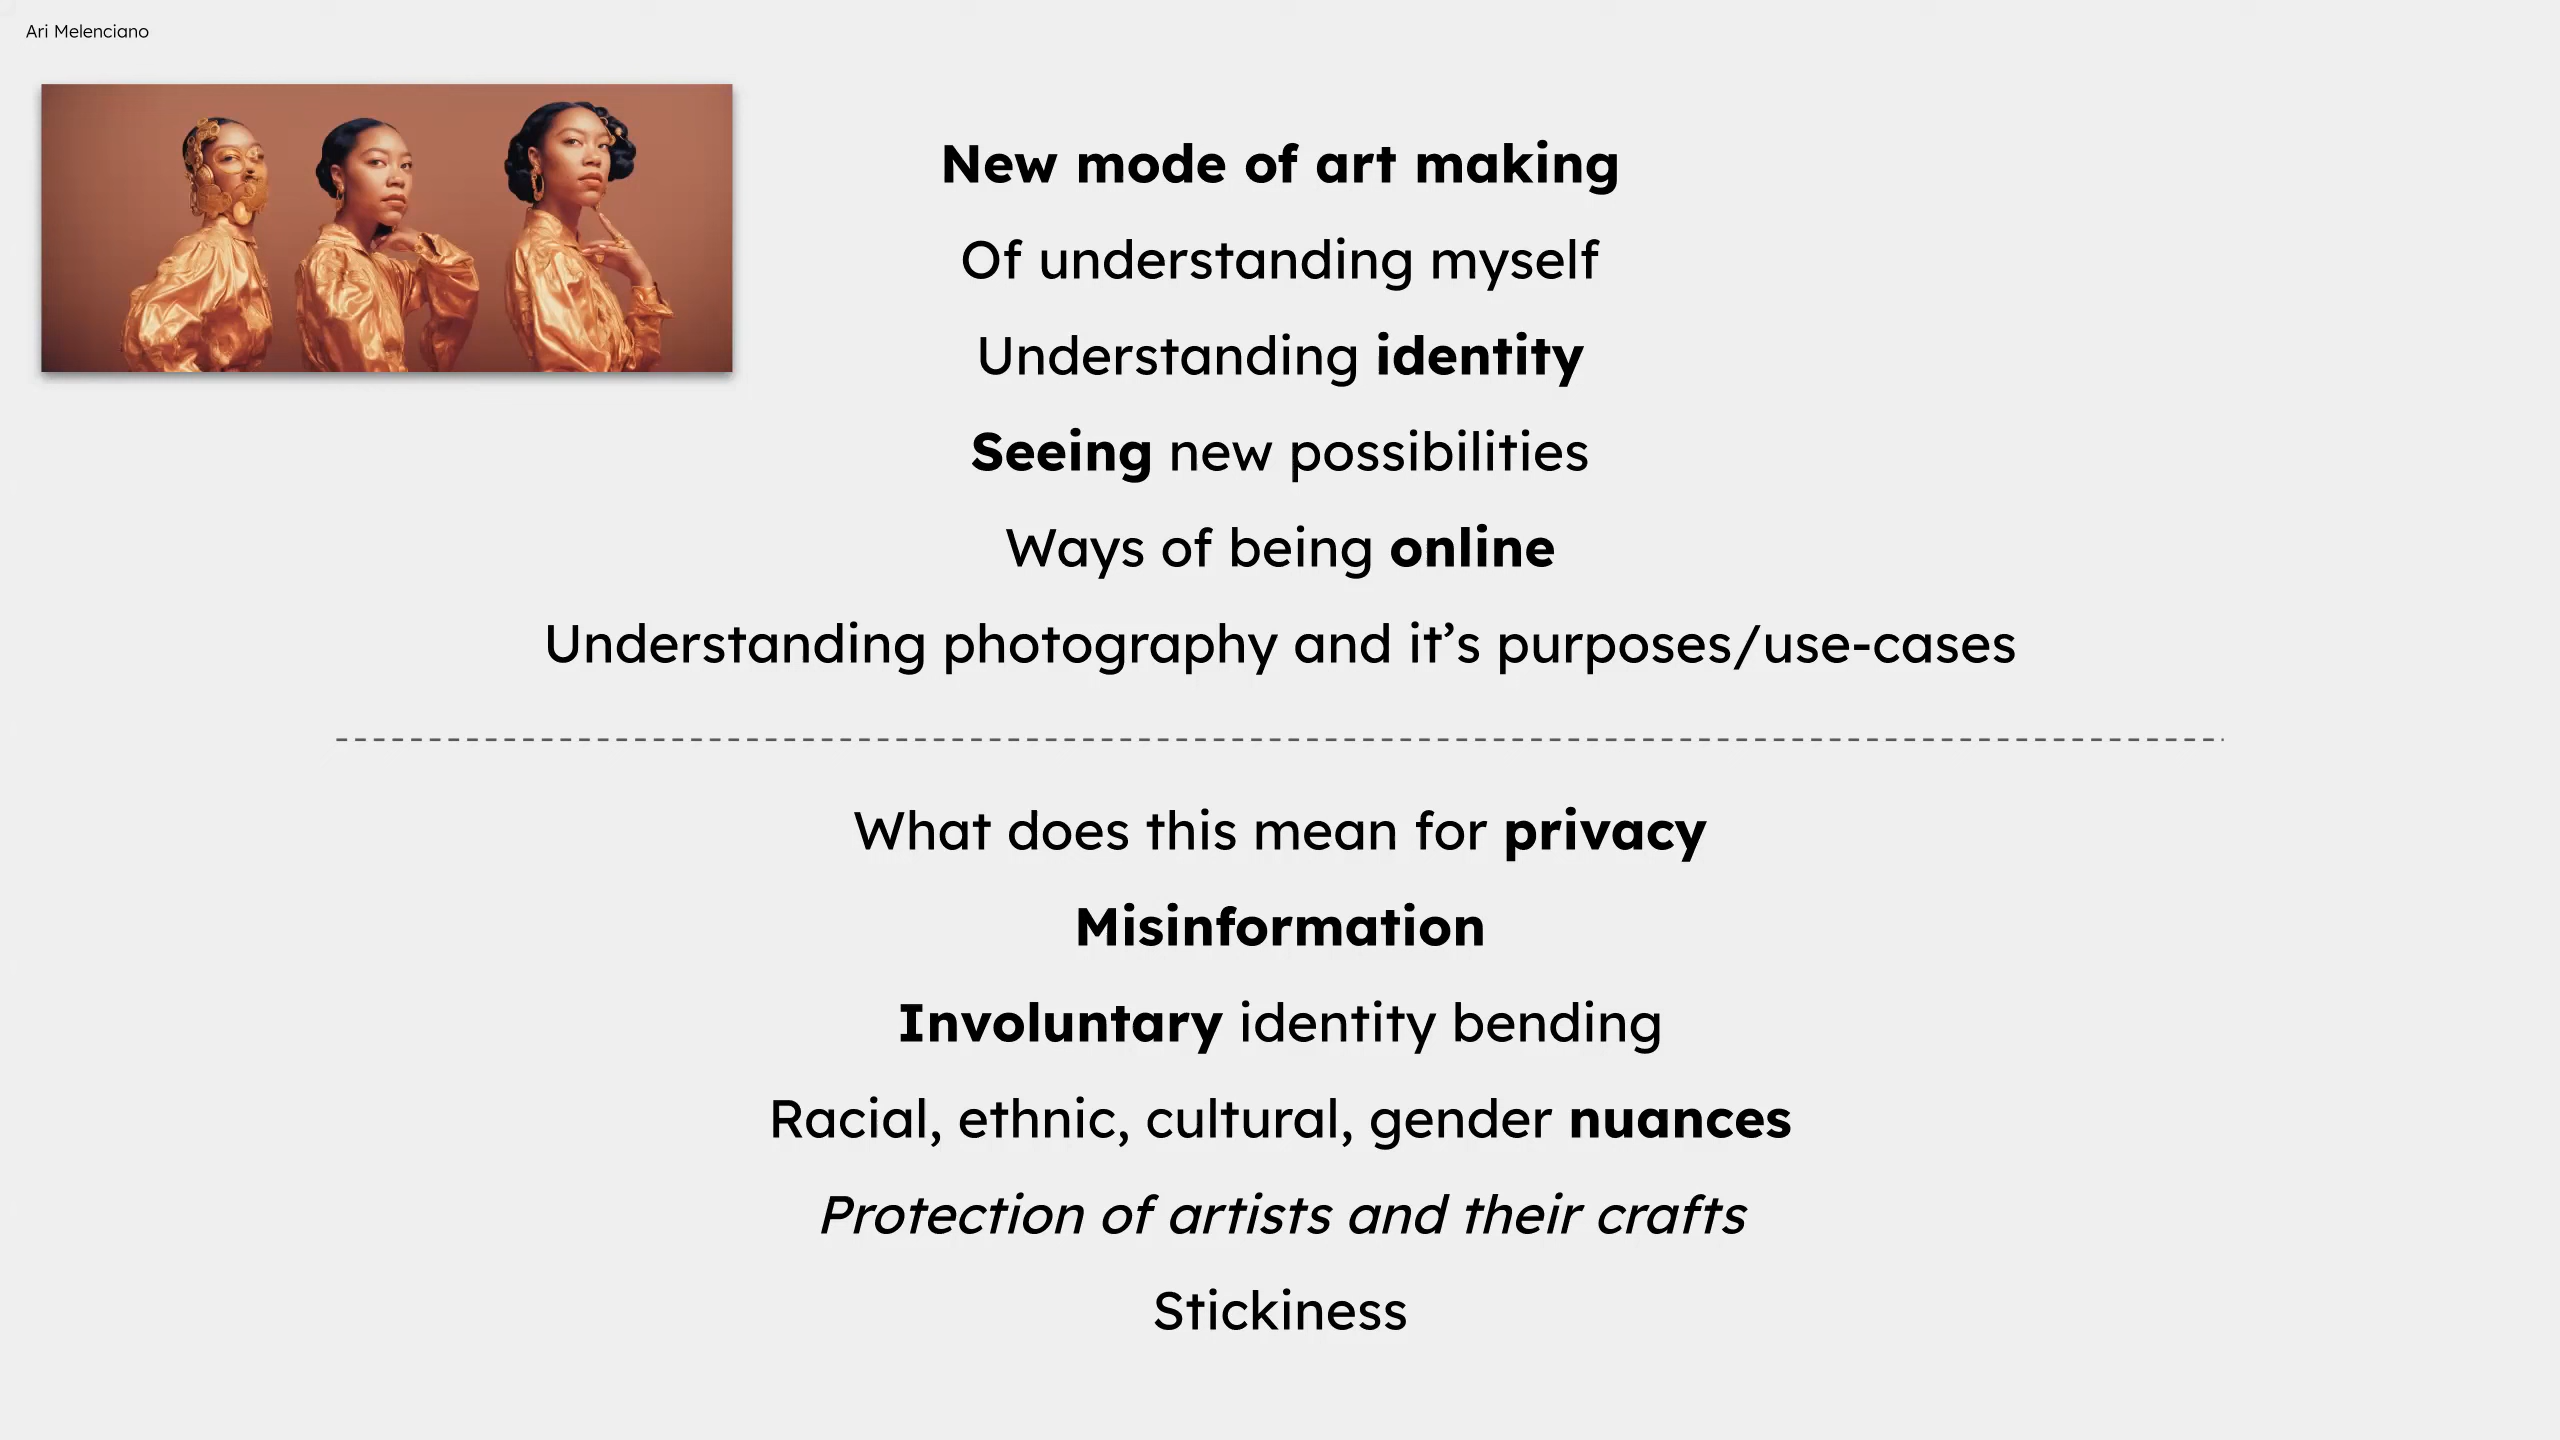 Ari Melenciano
New mode of art making
Of understanding myself
Understanding identity
Seeing new possibilities
Ways of being online
Understanding photography and it’s purposes/use-cases
What does this mean for privacy
Misinformation
Involuntary identity bending
Racial, ethnic, cultural, gender nuances
Protection of artists and their crafts
Stickiness